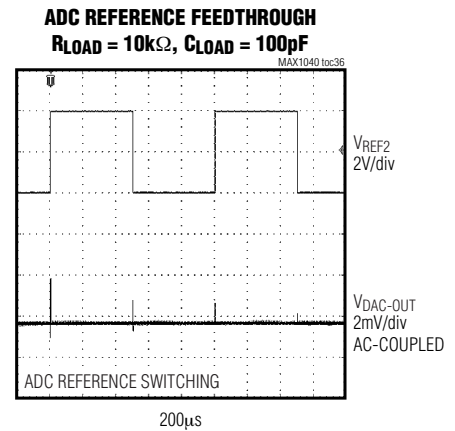 ADC REFERENCE FEEDTHROUGH
RLOAD = 10kΩ, CLOAD = 100pF
MAX1040 toc36
VREF2
2V/div
VDAC-OUT
2mV/div
AC-COUPLED
ADC REFERENCE SWITCHING
200µs